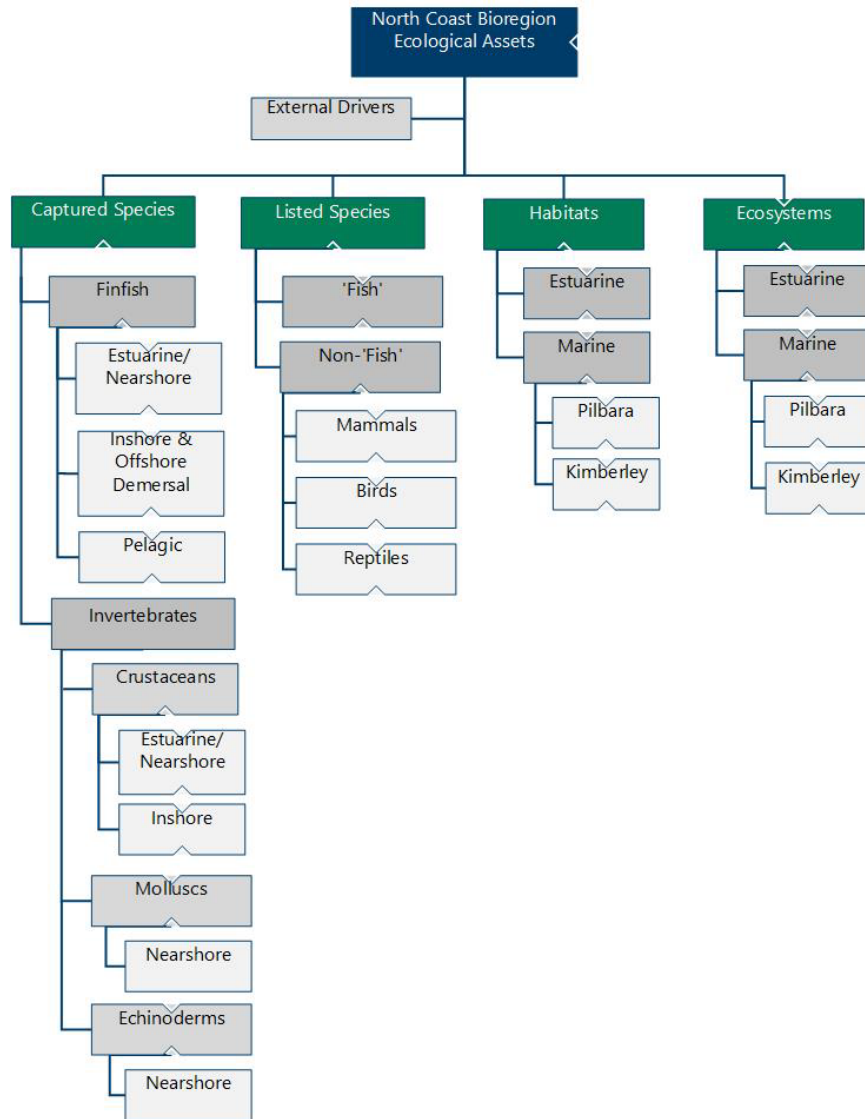 North Coast Bioregion
Ecological Assets
External Drivers
Captured Species
Finfish
Estuarine/
Nearshore
Inshore &
Offshore
Demersal
Pelagic
Invertebrates
Crustaceans
Estuarine/
Nearshore
Inshore
Molluscs
Nearshore
Echinoderms
Nearshore
Listed Species
'Fish'
Non-'Fish'
Mammals
Birds
Reptiles
Habitats
Estuarine
Marine
Pilbara
Kimberley
Ecosystems
Estuarine
Marine
Pilbara
Kimberley